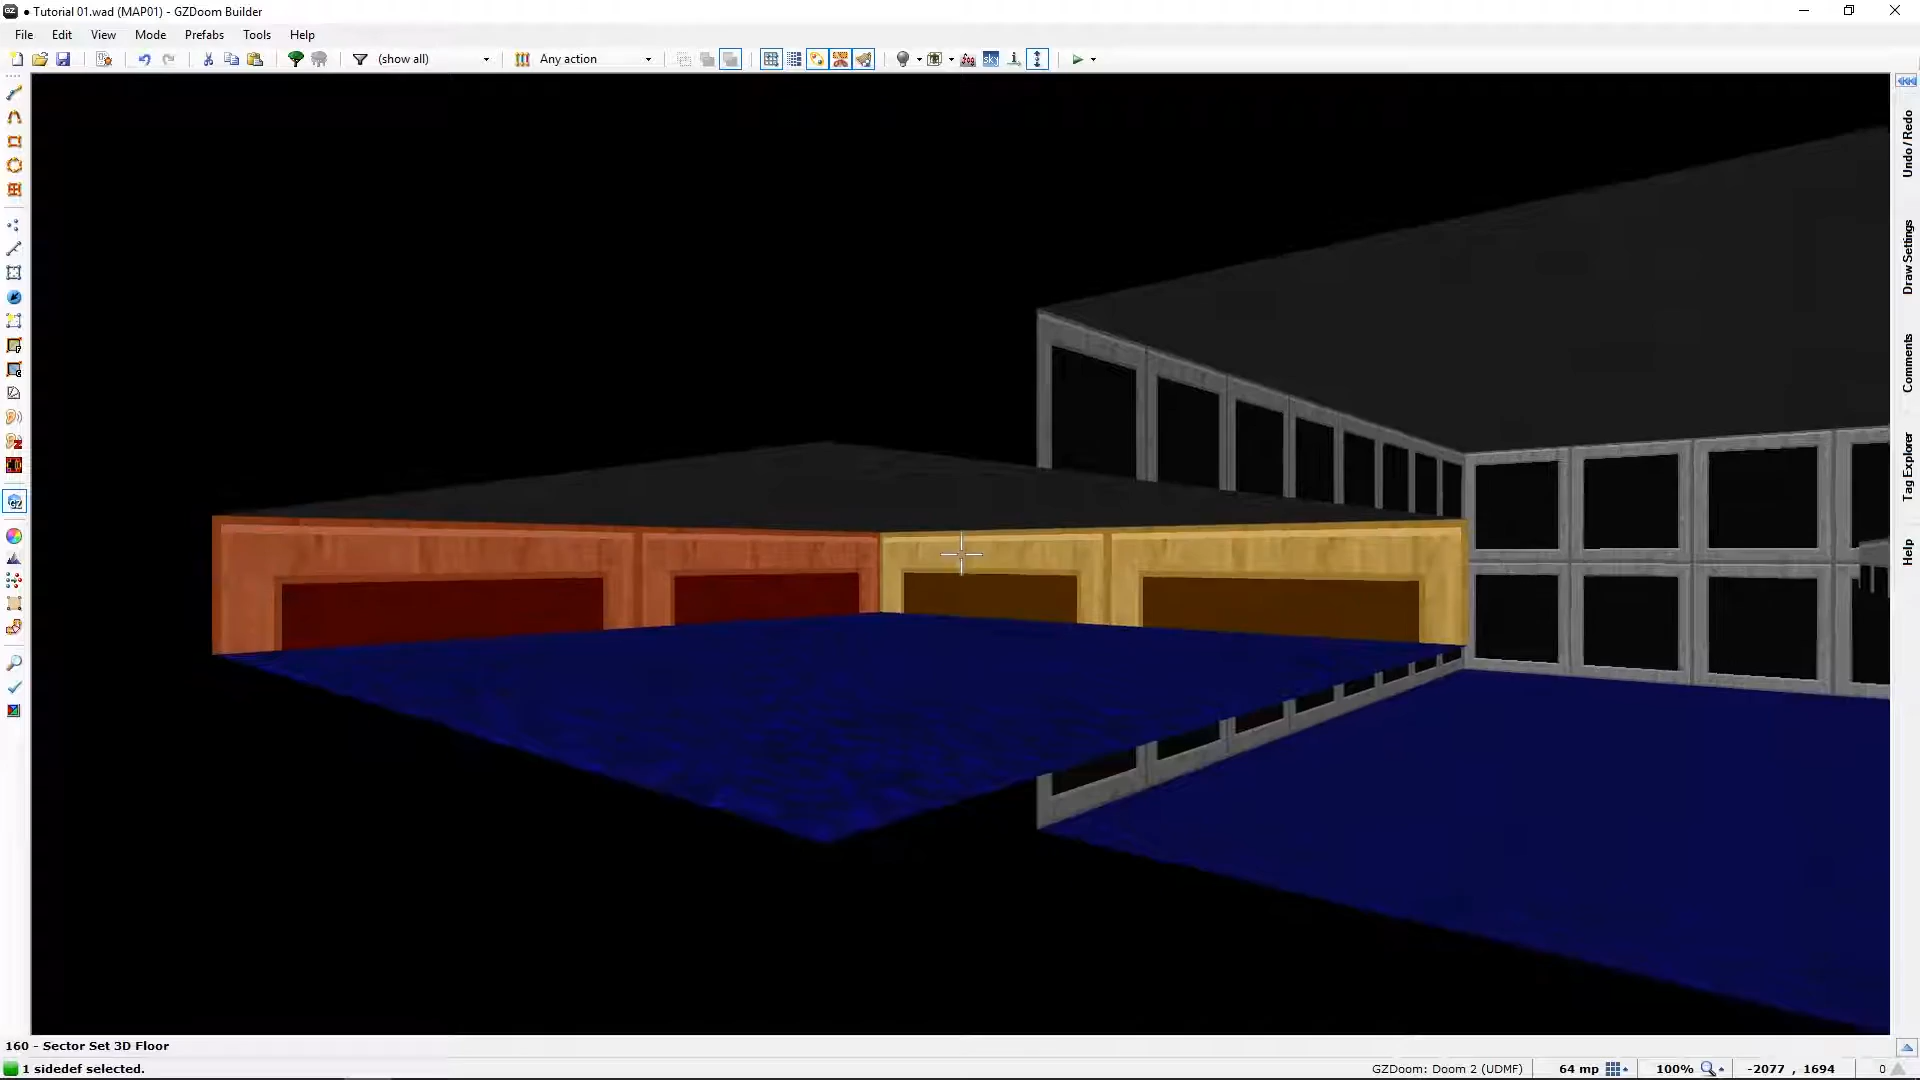 • Tutorial 01.wad (MAP01) - GZDoom Builder
File Edit View Mode Prefabs Tools Help
(show all) Any action
Undo / Redo
Draw Settings
Comments
Tag Explorer
Help
160 - Sector Set 3D Floor
1 sidedef selected.
GZDoom: Doom 2 (UDMF) 64 mp 100% -2077 , 1694 0